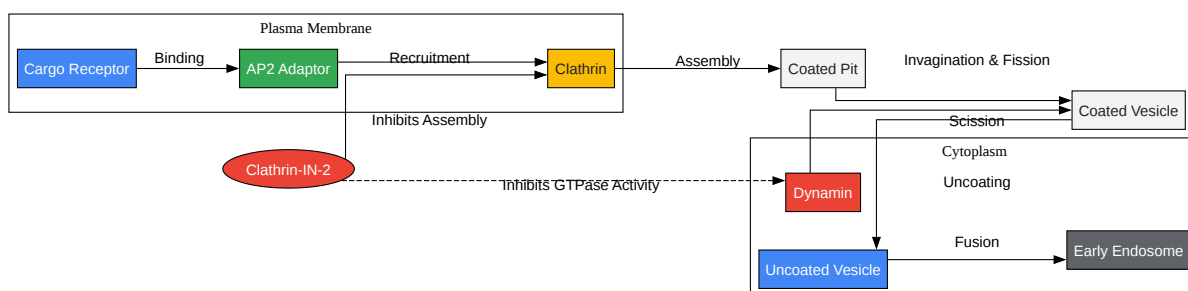 Plasma Membrane
Cargo Receptor
Binding
AP2 Adaptor
Recruitment
Clathrin
Assembly
Coated Pit
Invagination & Fission
Coated Vesicle
Inhibits Assembly
Scission
Cytoplasm
Clathrin-IN-2
Inhibits GTPase Activity
Dynamin
Uncoating
Uncoated Vesicle
Fusion
Early Endosome